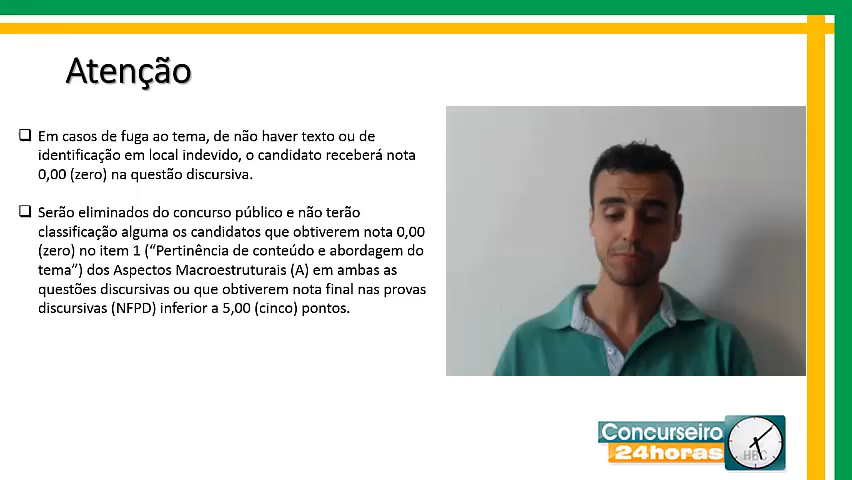 Atenção
❑ Em casos de fuga ao tema, de não haver texto ou de
identificação em local indevido, o candidato receberá nota
0,00 (zero) na questão discursiva.
❑ Serão eliminados do concurso público e não terão
classificação alguma os candidatos que obtiverem nota 0,00
(zero) no item 1 (“Pertinência de conteúdo e abordagem do
tema”) dos Aspectos Macroestruturais (A) em ambas as
questões discursivas ou que obtiverem nota final nas provas
discursivas (NFPD) inferior a 5,00 (cinco) pontos.
Concurseiro
24horas
HBC